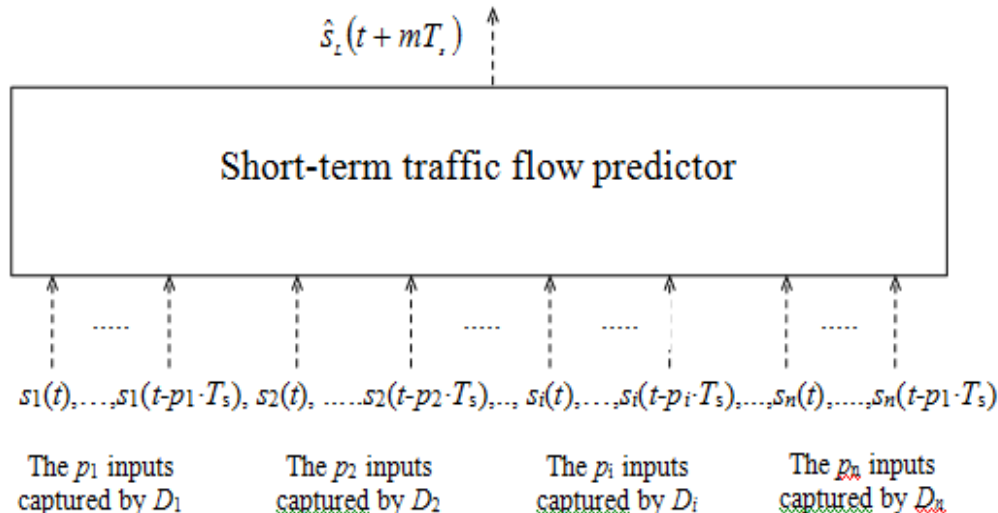 ŝ_L(t + mT_s)
Short-term traffic flow predictor
..... ..... ..... .....
s1(t),...,s1(t-p1·Ts), s2(t), .....s2(t-p2·Ts),.., si(t),...,si(t-pi·Ts),...,sn(t),....,sn(t-p1·Ts)
The p1 inputs
captured by D1
The p2 inputs
captured by D2
The pi inputs
captured by Di
The pn inputs
captured by Dn